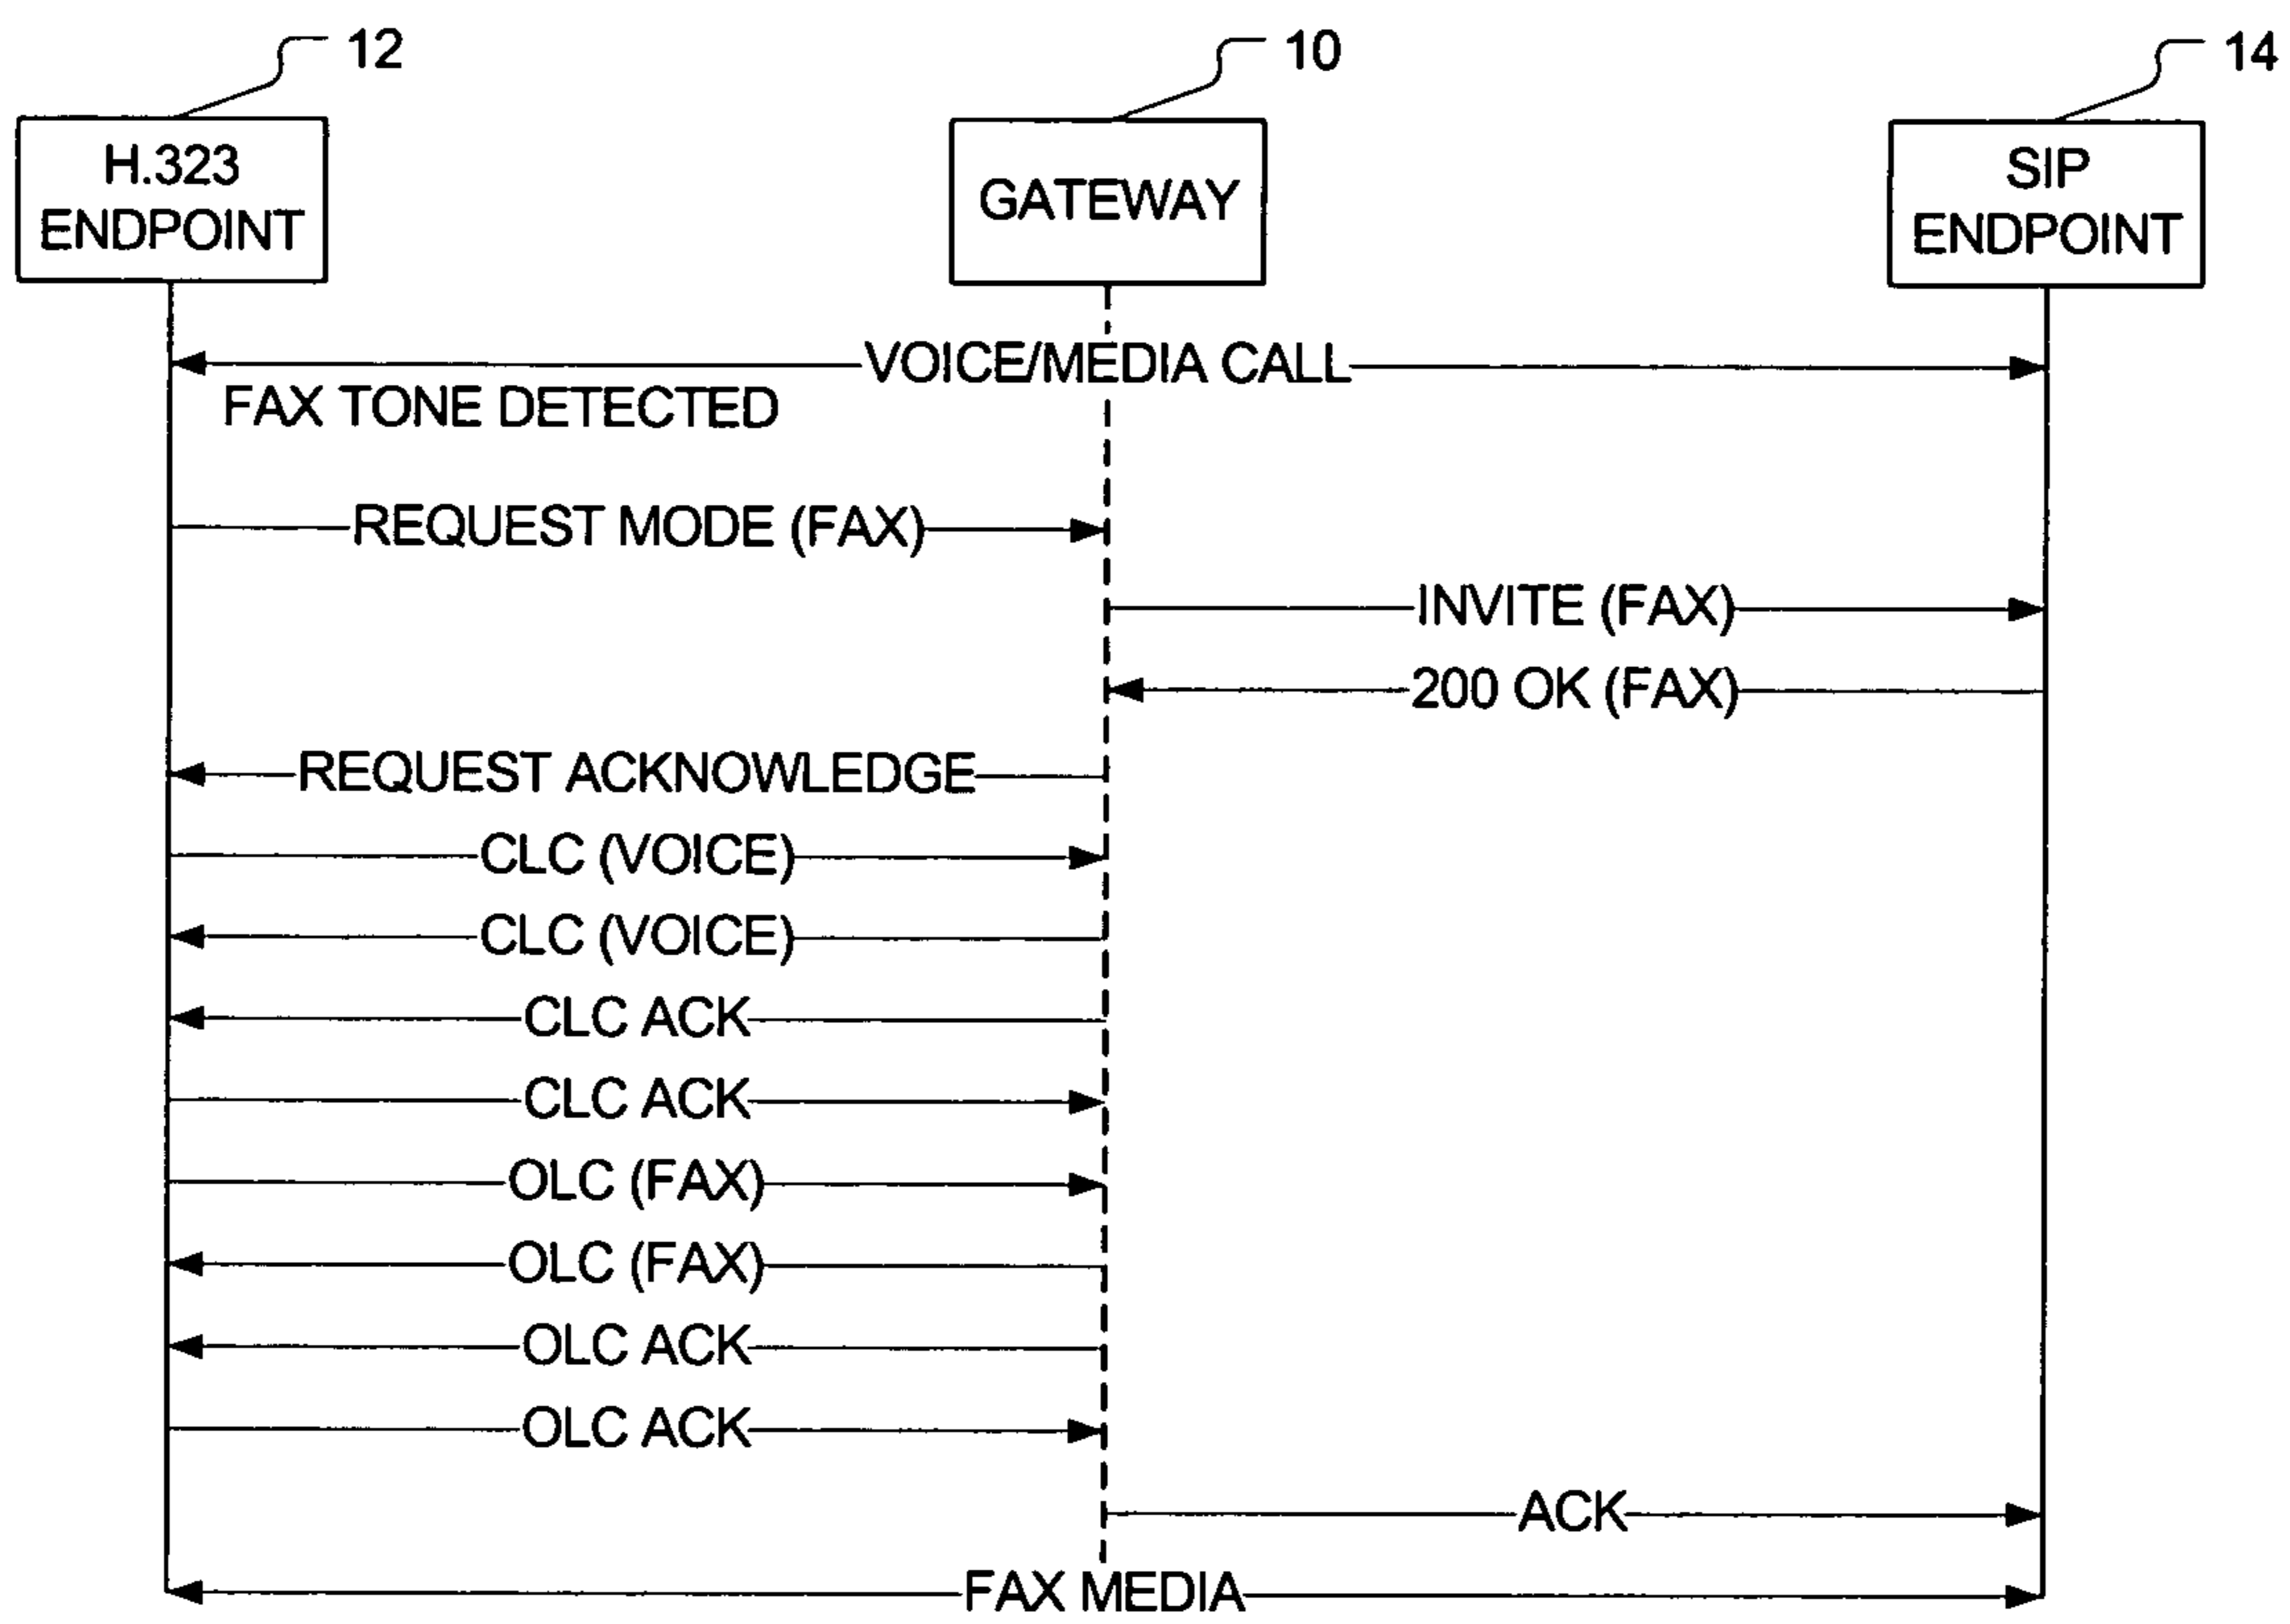 12
10
14
H.323
ENDPOINT
GATEWAY
SIP
ENDPOINT
VOICE/MEDIA CALL
FAX TONE DETECTED
REQUEST MODE (FAX)
INVITE (FAX)
200 OK (FAX)
REQUEST ACKNOWLEDGE
CLC (VOICE)
CLC (VOICE)
CLC ACK
CLC ACK
OLC (FAX)
OLC (FAX)
OLC ACK
OLC ACK
ACK
FAX MEDIA